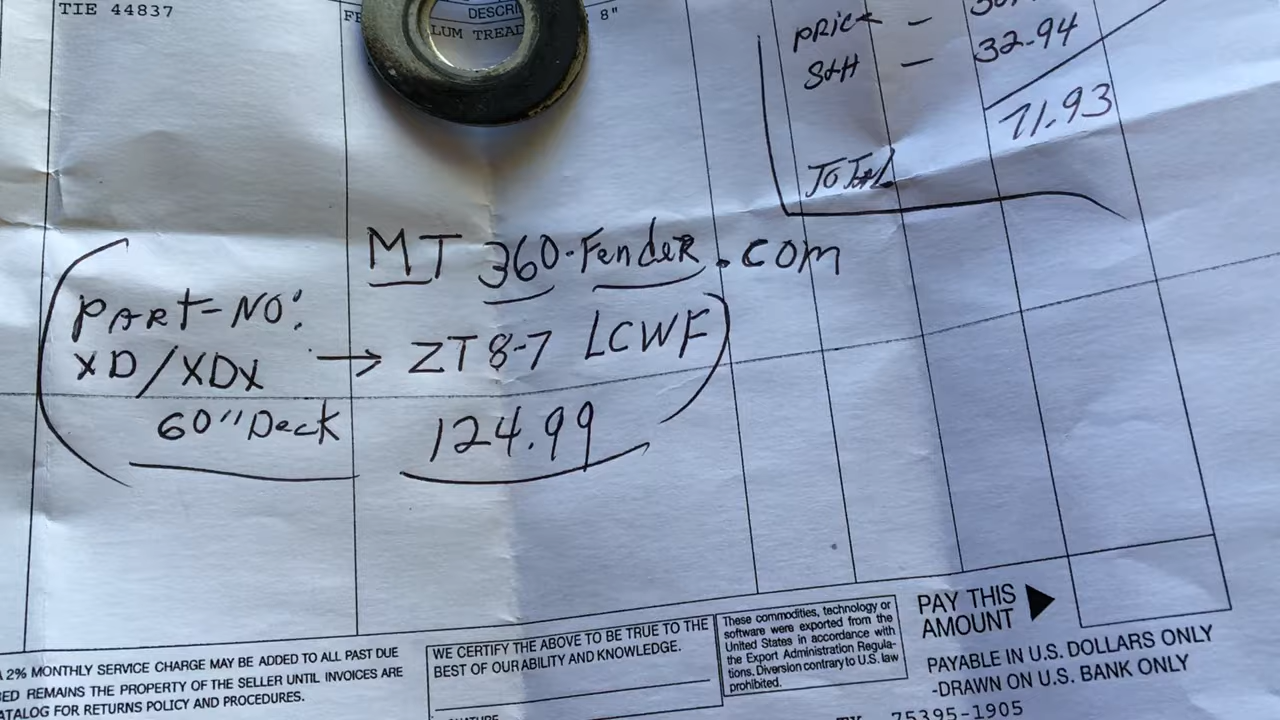 TIE 44837
DESCRI
8"
LUM TREAD
PRICE -
S&H - 32.94
71.93
TOTAL
MT 360-Fender.com
PART-NO:
XD/XDX → ZT 8-7 LCWF
60" Deck 124.99
PAY THIS
AMOUNT ▶
PAYABLE IN U.S. DOLLARS ONLY
-DRAWN ON U.S. BANK ONLY
75395-1905
These commodities, technology or
software were exported from the
United States in accordance with
the Export Administration Regula-
tions. Diversion contrary to U.S. law
prohibited.
WE CERTIFY THE ABOVE TO BE TRUE TO THE
BEST OF OUR ABILITY AND KNOWLEDGE.
A 2% MONTHLY SERVICE CHARGE MAY BE ADDED TO ALL PAST DUE
REMAINS THE PROPERTY OF THE SELLER UNTIL INVOICES ARE
ATALOG FOR RETURNS POLICY AND PROCEDURES.